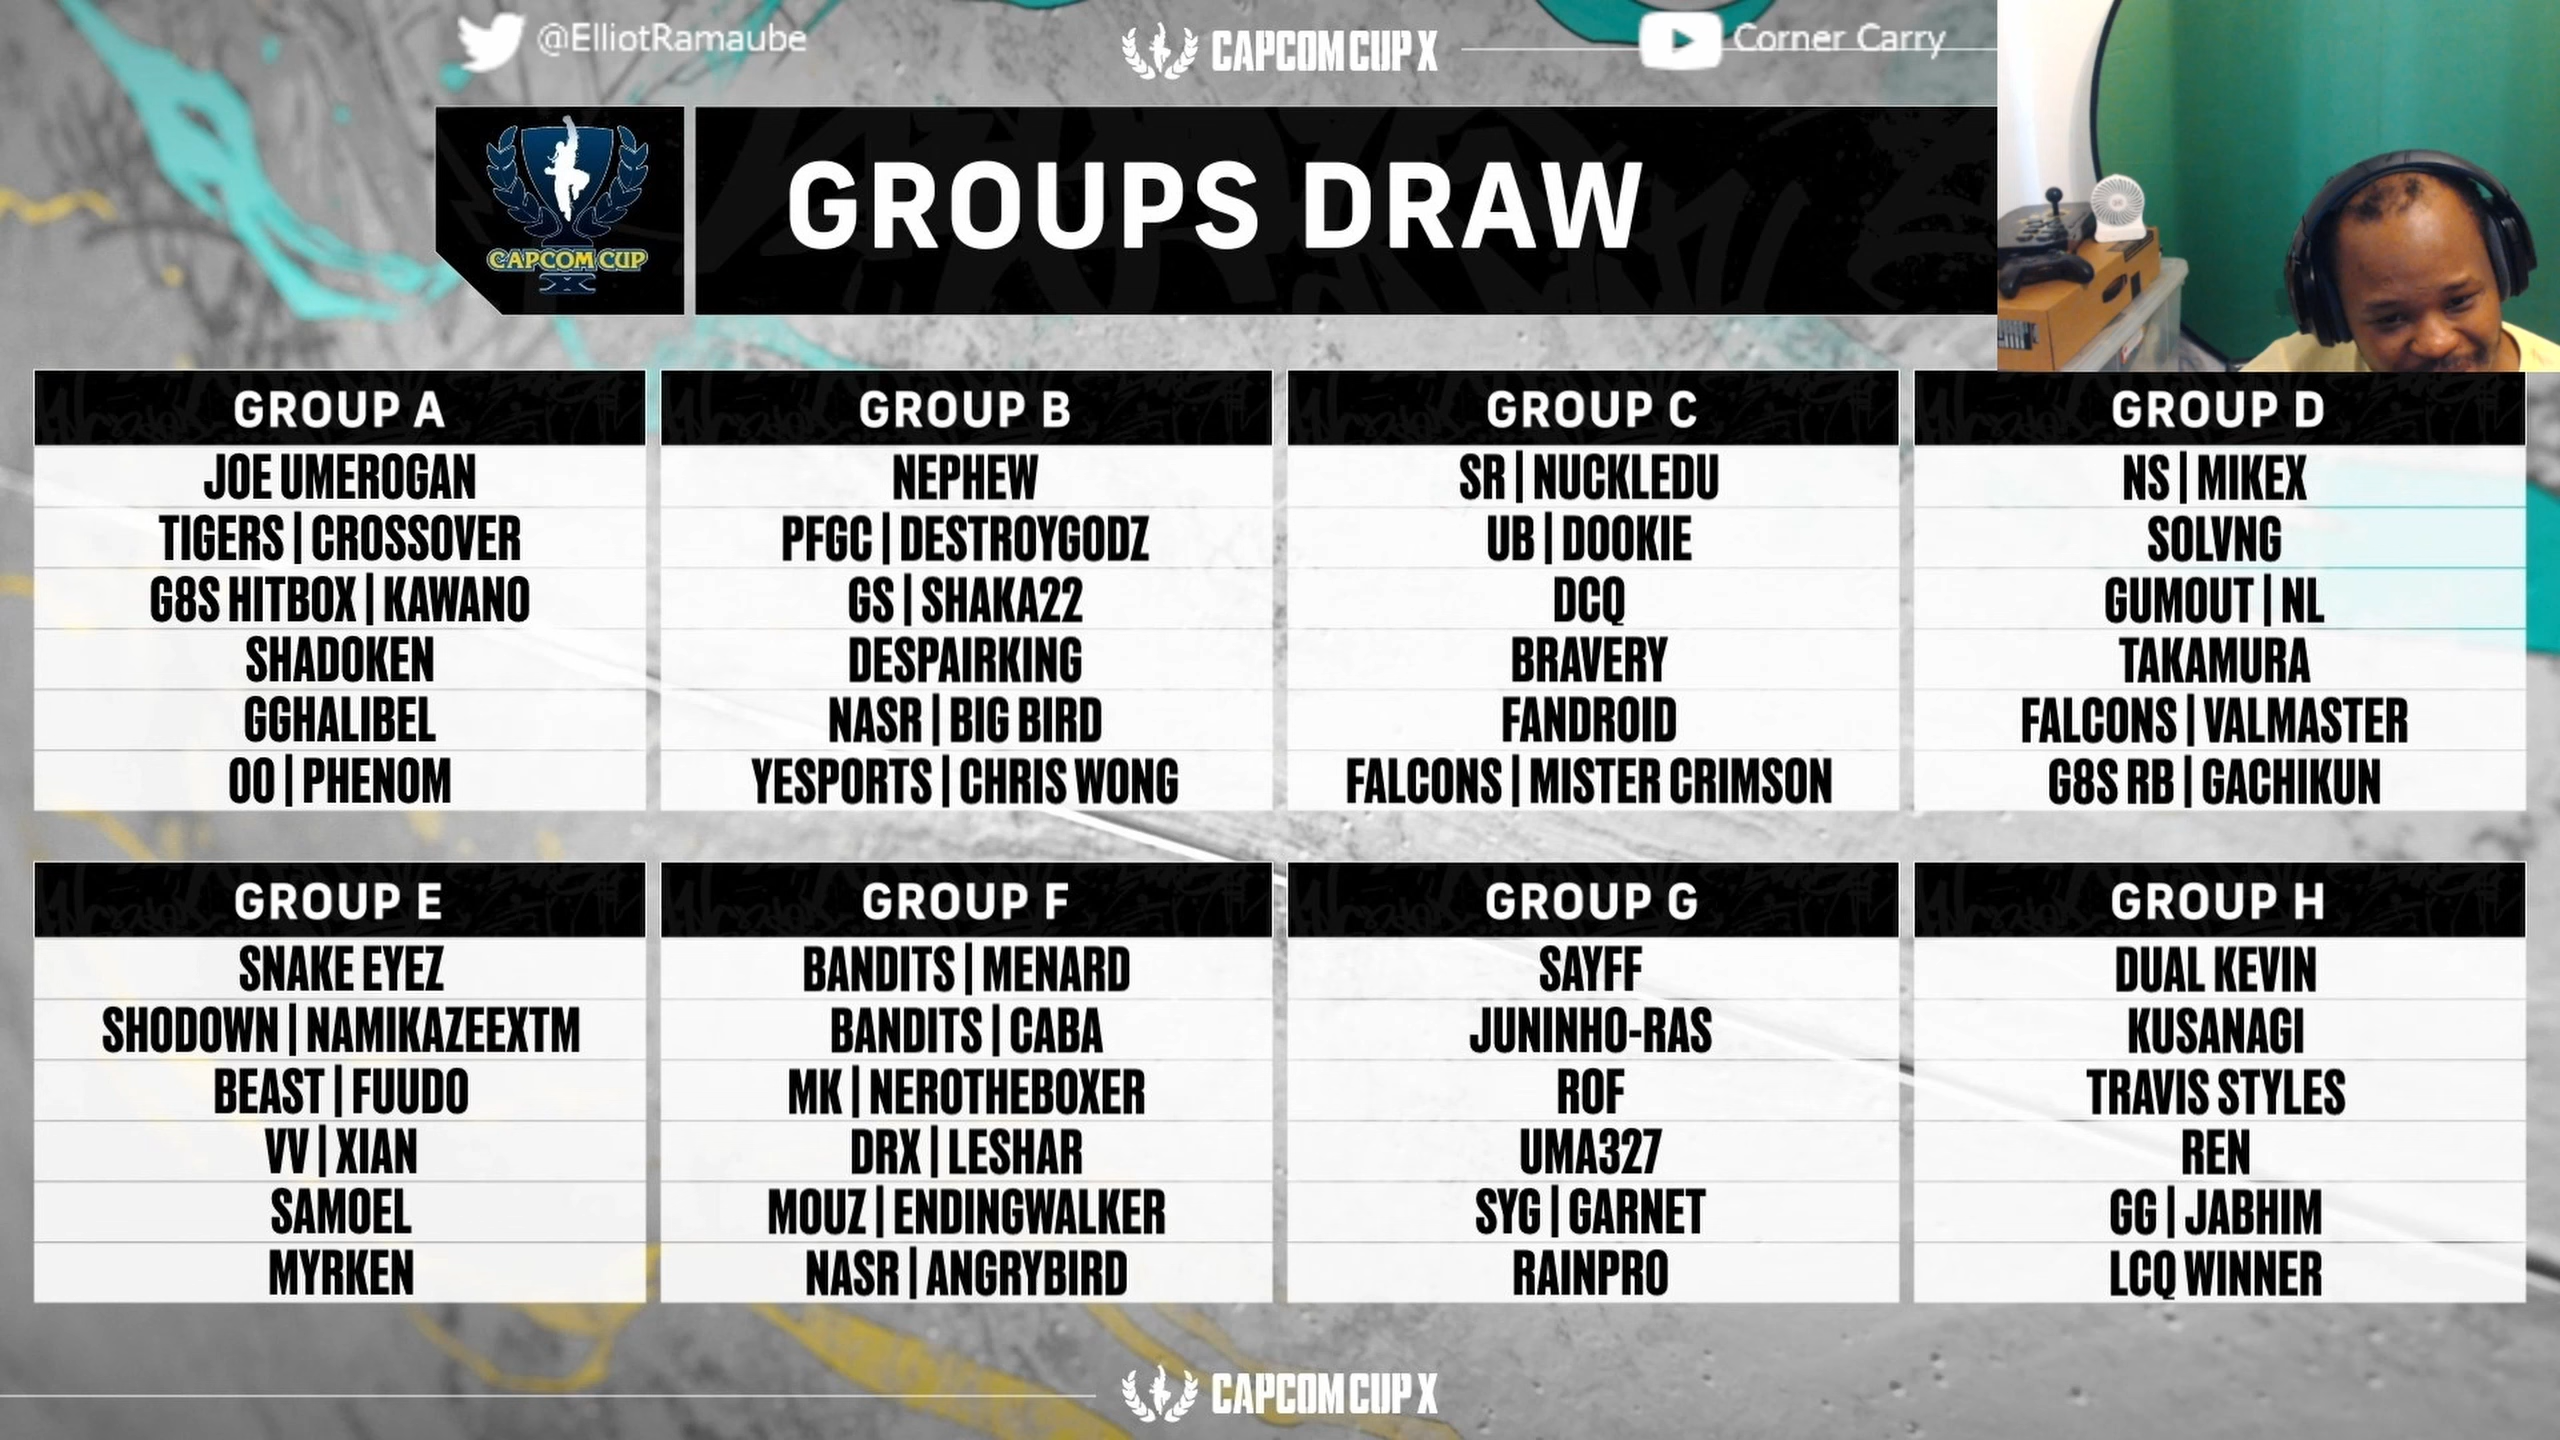 @ElliotRamaube
CAPCOM CUP X
Corner Carry
CAPCOM CUP
X
GROUPS DRAW
GROUP A
JOE UMEROGAN
TIGERS | CROSSOVER
G8S HITBOX | KAWANO
SHADOKEN
GGHALIBEL
OO | PHENOM
GROUP B
NEPHEW
PFGC | DESTROYGODZ
GS | SHAKA22
DESPAIRKING
NASR | BIG BIRD
YESPORTS | CHRIS WONG
GROUP C
SR | NUCKLEDU
UB | DOOKIE
DCQ
BRAVERY
FANDROID
FALCONS | MISTER CRIMSON
GROUP D
NS | MIKEX
SOLVNG
GUMOUT | NL
TAKAMURA
FALCONS | VALMASTER
G8S RB | GACHIKUN
GROUP E
SNAKE EYEZ
SHODOWN | NAMIKAZEEXTM
BEAST | FUUDO
VV | XIAN
SAMOEL
MYRKEN
GROUP F
BANDITS | MENARD
BANDITS | CABA
MK | NEROTHEBOXER
DRX | LESHAR
MOUZ | ENDINGWALKER
NASR | ANGRYBIRD
GROUP G
SAYFF
JUNINHO-RAS
ROF
UMA327
SYG | GARNET
RAINPRO
GROUP H
DUAL KEVIN
KUSANAGI
TRAVIS STYLES
REN
GG | JABHIM
LCQ WINNER
CAPCOM CUP X